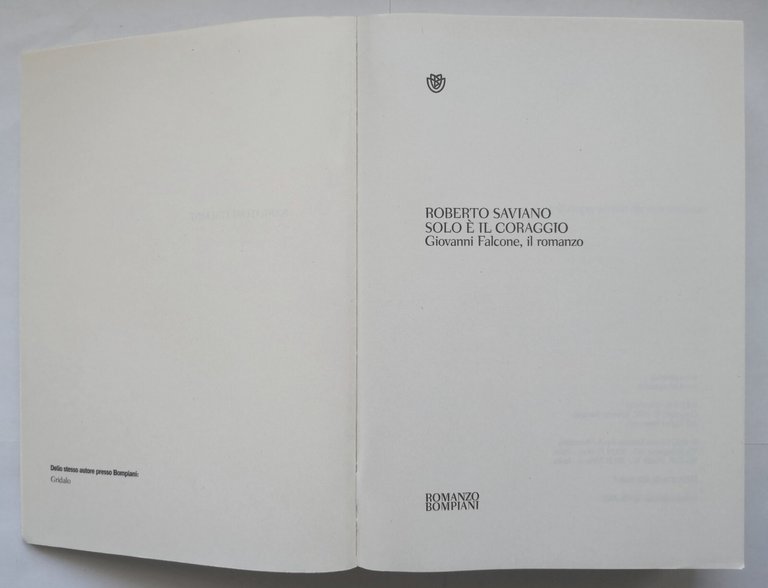 Dello stesso autore presso Bompiani:
Gridalo
ROBERTO SAVIANO
SOLO È IL CORAGGIO
Giovanni Falcone, il romanzo
ROMANZO
BOMPIANI